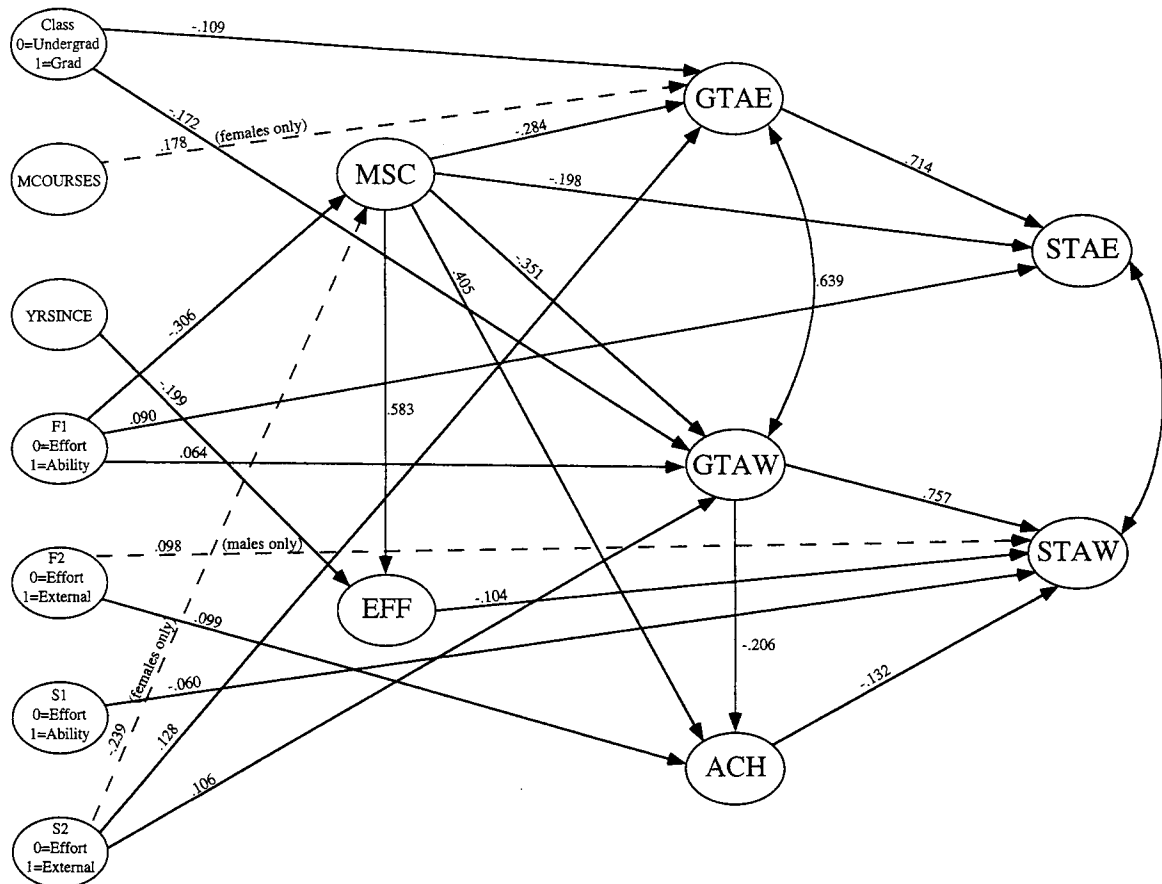 Class
0=Undergrad
1=Grad
-.109
GTAE
-.172
.178
(females only)
-.284
MCOURSES
MSC
-.198
.714
STAE
-.351
.405
.639
YRSINCE
-.306
-.199
.583
.090
F1
0=Effort
1=Ability
.064
GTAW
.757
F2
0=Effort
1=External
.098
(males only)
STAW
EFF
-.104
.099
(females only)
-.206
S1
0=Effort
1=Ability
-.060
-.132
-.239
.128
ACH
.106
S2
0=Effort
1=External